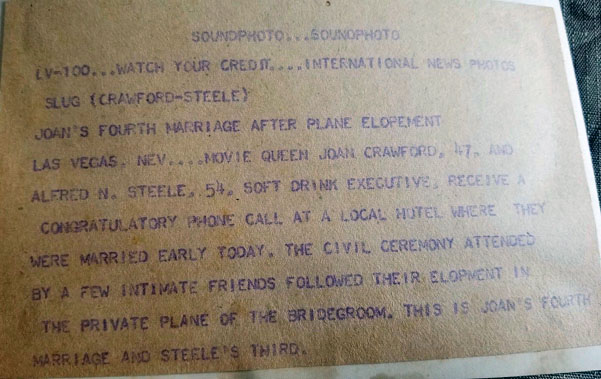 SOUNDPHOTO...SOUNDPHOTO
LV-100...WATCH YOUR CREDIT....INTERNATIONAL NEWS PHOTOS
SLUG (CRAWFORD-STEELE)
JOAN'S FOURTH MARRIAGE AFTER PLANE ELOPEMENT
LAS VEGAS, NEV....MOVIE QUEEN JOAN CRAWFORD, 47, AND
ALFRED N. STEELE, 54, SOFT DRINK EXECUTIVE, RECEIVE A
CONGRATULATORY PHONE CALL AT A LOCAL HOTEL WHERE THEY
WERE MARRIED EARLY TODAY. THE CIVIL CEREMONY ATTENDED
BY A FEW INTIMATE FRIENDS FOLLOWED THEIR ELOPMENT IN
THE PRIVATE PLANE OF THE BRIDEGROOM. THIS IS JOAN'S FOURTH
MARRIAGE AND STEELE'S THIRD.